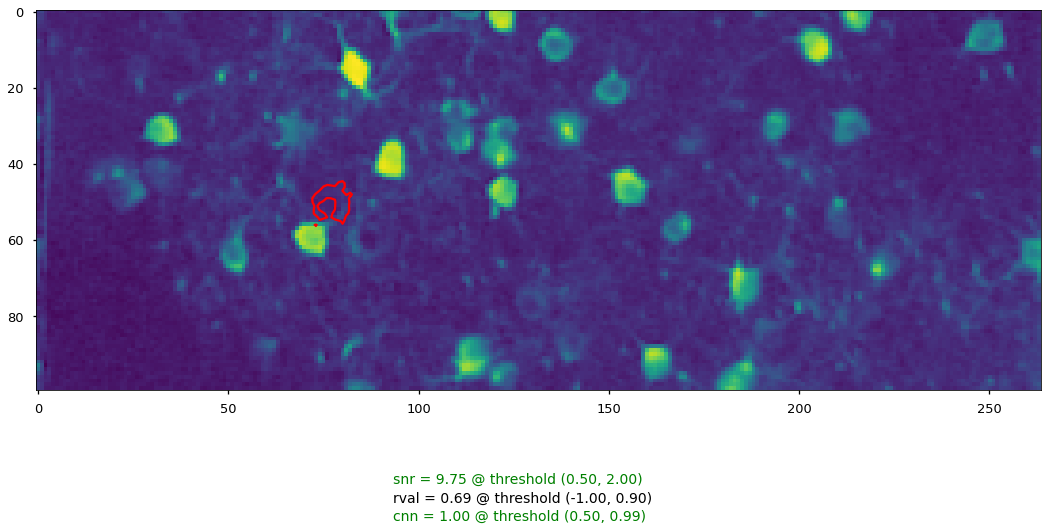 0
20
40
60
80
0 50 100 150 200 250
snr = 9.75 @ threshold (0.50, 2.00)
rval = 0.69 @ threshold (-1.00, 0.90)
cnn = 1.00 @ threshold (0.50, 0.99)